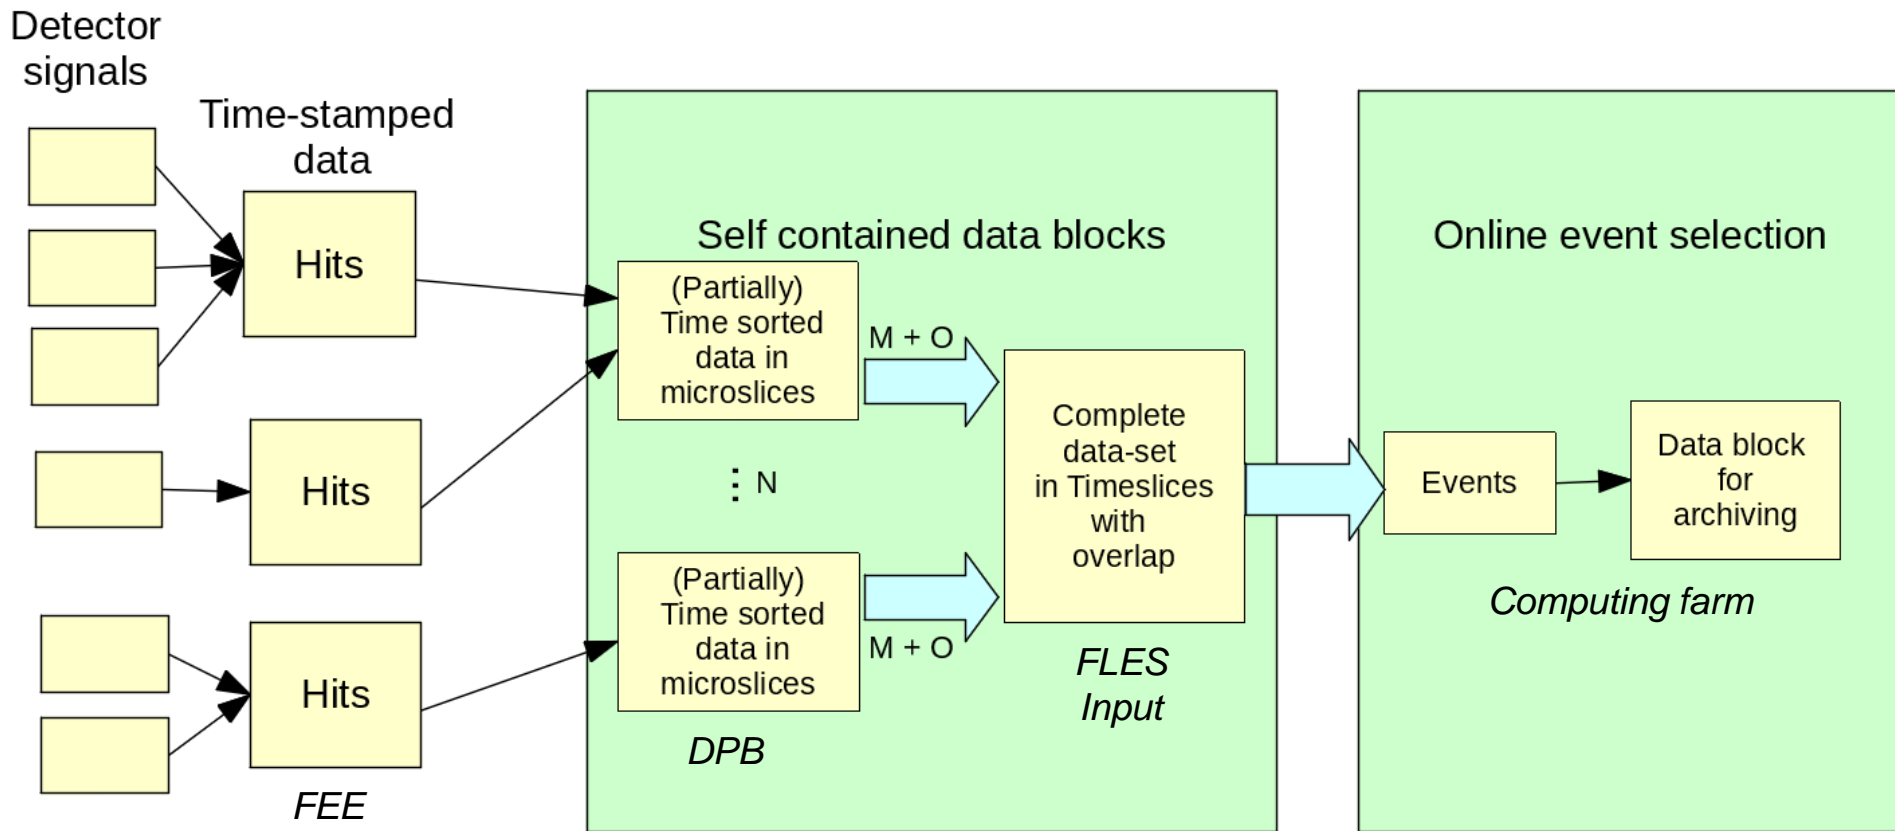 Detector
signals
Time-stamped
data
Hits
Hits
Hits
FEE
Self contained data blocks
(Partially)
Time sorted
data in
microslices
M + O
⋮ N
(Partially)
Time sorted
data in
microslices
M + O
DPB
Complete
data-set
in Timeslices
with
overlap
FLES
Input
Online event selection
Events
Data block
for
archiving
Computing farm